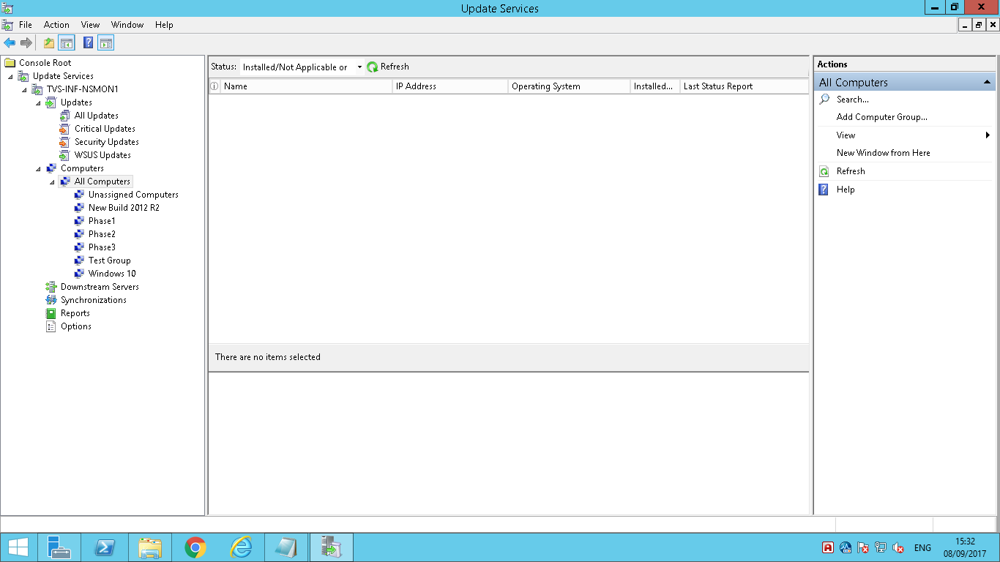 Update Services
File Action View Window Help
Console Root
Update Services
TVS-INF-NSMON1
Updates
All Updates
Critical Updates
Security Updates
WSUS Updates
Computers
All Computers
Unassigned Computers
New Build 2012 R2
Phase1
Phase2
Phase3
Test Group
Windows 10
Downstream Servers
Synchronizations
Reports
Options
Status: Installed/Not Applicable or Refresh
Name IP Address Operating System Installed... Last Status Report
There are no items selected
Actions
All Computers
Search...
Add Computer Group...
View
New Window from Here
Refresh
Help
ENG
15:32
08/09/2017